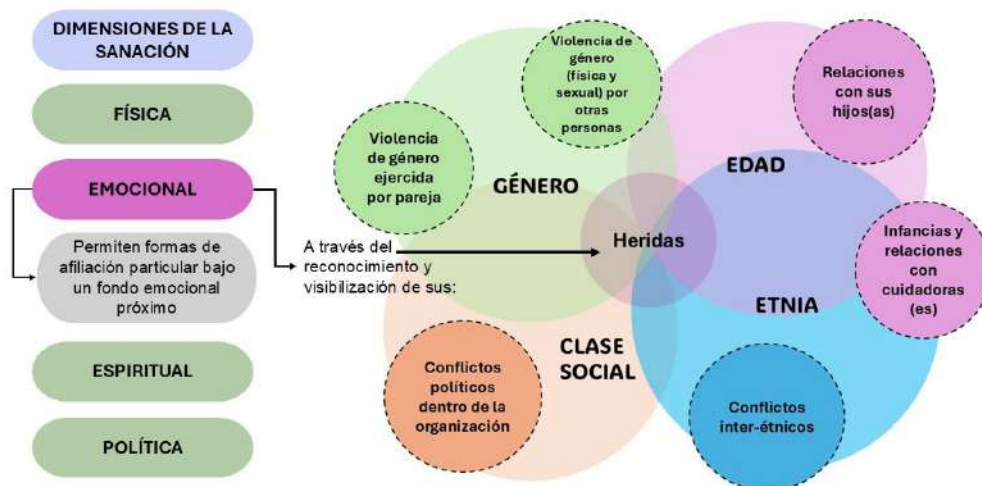 DIMENSIONES DE LA
SANACIÓN
FÍSICA
EMOCIONAL
Permiten formas de
afiliación particular bajo
un fondo emocional
próximo
ESPIRITUAL
POLÍTICA
A través del
reconocimiento y
visibilización de sus:
Violencia de
género
(física y
sexual) por
otras
personas
Violencia
de género
ejercida
por pareja
GÉNERO
EDAD
Relaciones
con sus
hijos(as)
Heridas
Infancias y
relaciones
con
cuidadoras
(es)
ETNIA
CLASE
SOCIAL
Conflictos
políticos
dentro de la
organización
Conflictos
inter-étnicos